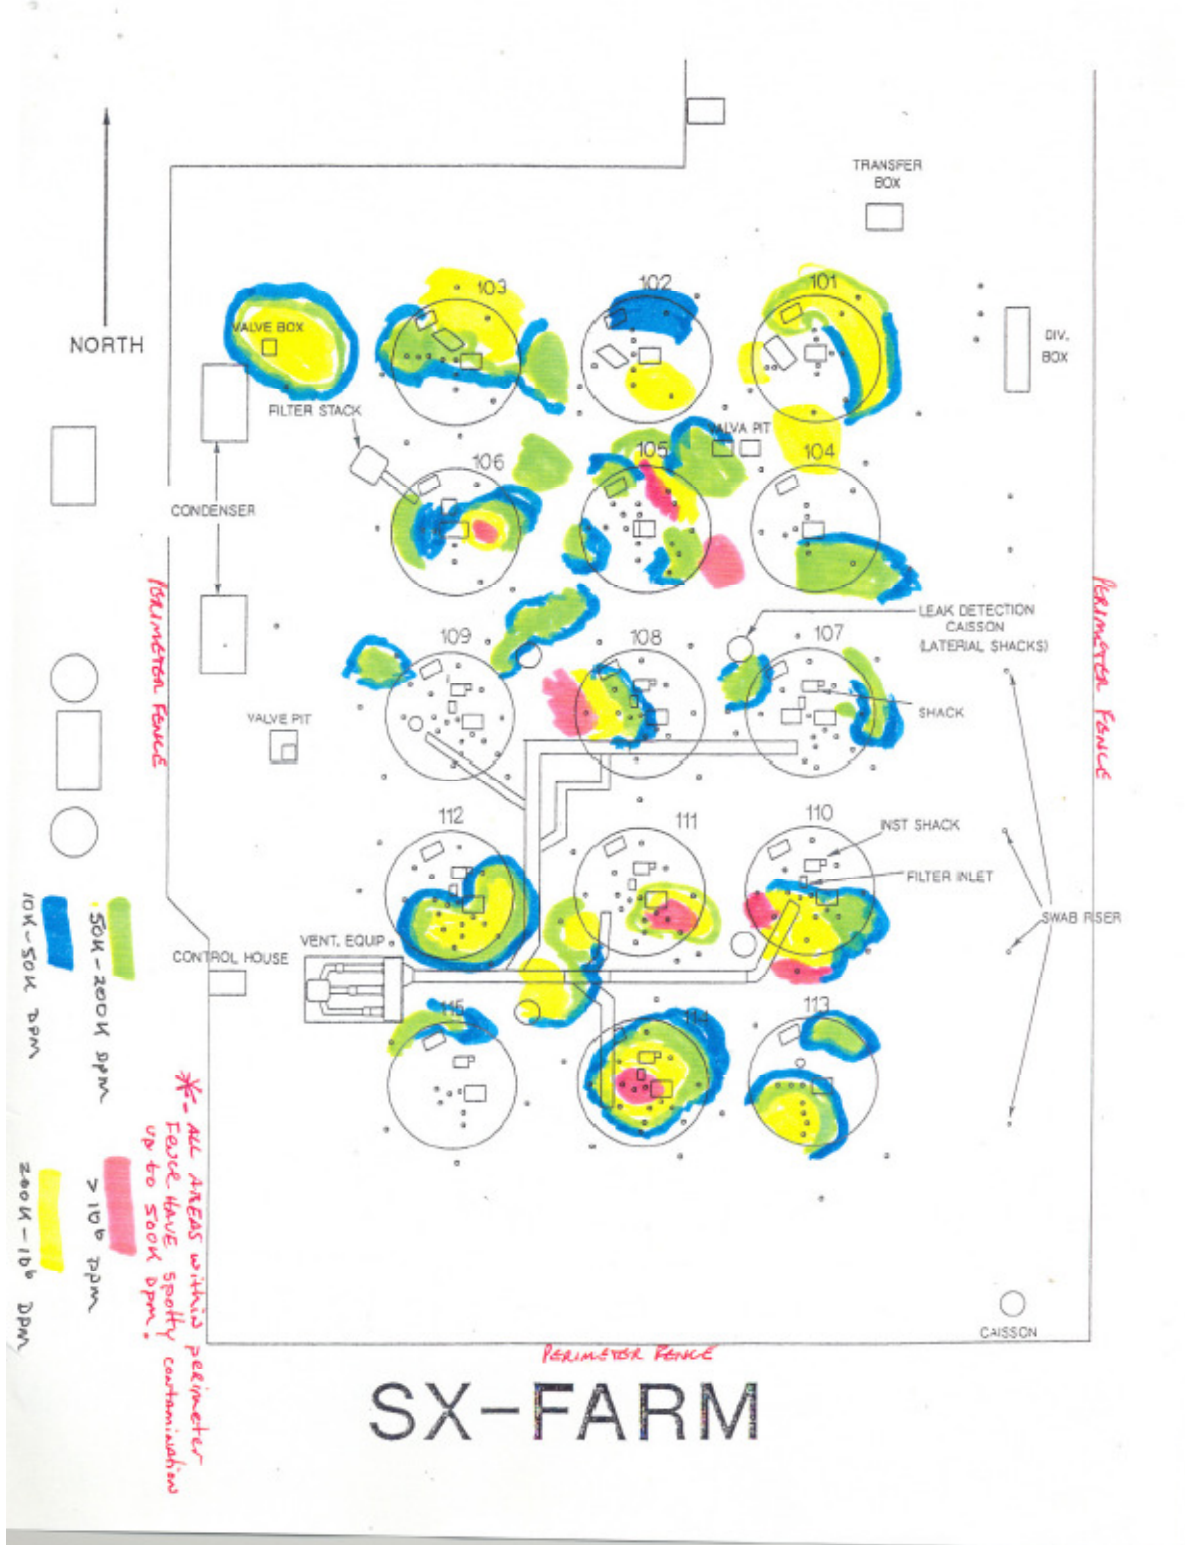 TRANSFER
BOX
103
102
101
VALVE BOX
NORTH
DIV.
BOX
FILTER STACK
VALVA PIT
106
105
104
CONDENSER
PERIMETER FENCE
PERIMETER FENCE
LEAK DETECTION
CAISSON
(LATERIAL SHACKS)
109
108
107
VALVE PIT
SHACK
112
111
110
INST SHACK
FILTER INLET
SWAB RISER
10K-50K DPM
50K-200K DPM
CONTROL HOUSE
VENT. EQUIP
115
114
113
200K-10⁶ DPM
>10⁶ DPM
*- ALL AREAS within perimeter
Fence HAVE spotty contamination
up to 500K Dpm.
CAISSON
PERIMETER FENCE
SX-FARM